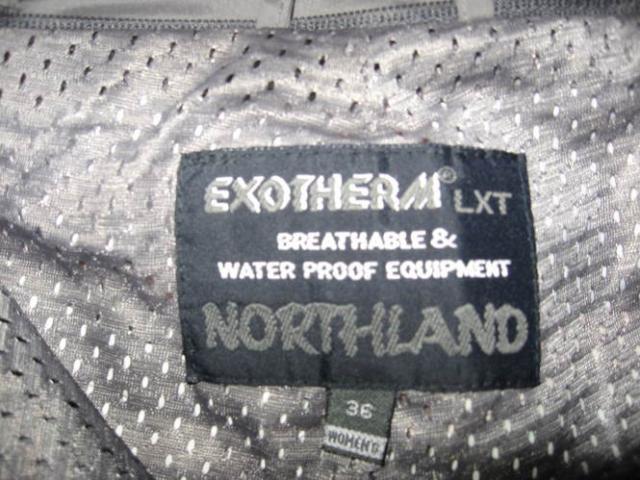 EXOTHERM® LXT
BREATHABLE &
WATER PROOF EQUIPMENT
NORTHLAND
36
WOMEN'S